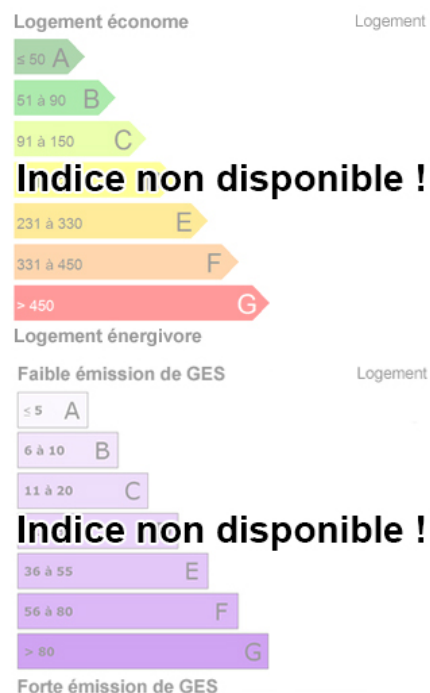 Logement économe Logement
≤ 50 A
51 à 90 B
91 à 150 C
Indice non disponible !
231 à 330 E
331 à 450 F
> 450 G
Logement énergivore
Faible émission de GES Logement
≤ 5 A
6 à 10 B
11 à 20 C
Indice non disponible !
36 à 55 E
56 à 80 F
> 80 G
Forte émission de GES